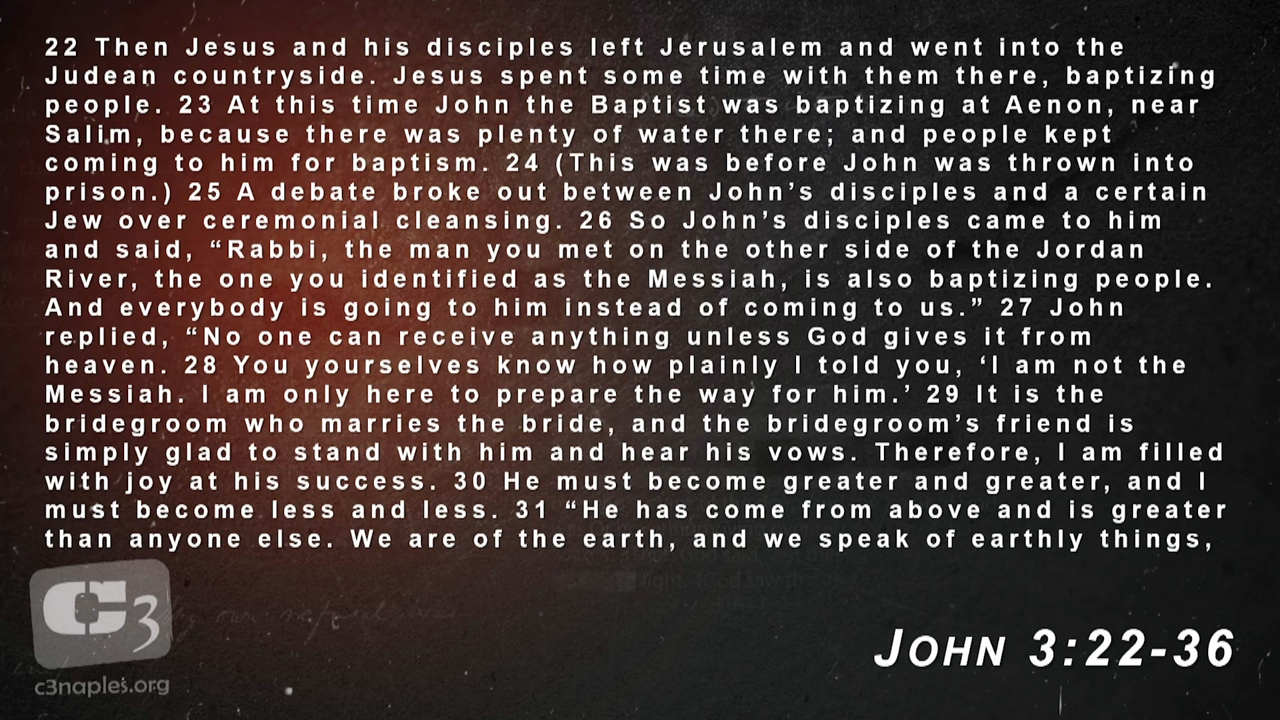 22 Then Jesus and his disciples left Jerusalem and went into the
Judean countryside. Jesus spent some time with them there, baptizing
people. 23 At this time John the Baptist was baptizing at Aenon, near
Salim, because there was plenty of water there; and people kept
coming to him for baptism. 24 (This was before John was thrown into
prison.) 25 A debate broke out between John’s disciples and a certain
Jew over ceremonial cleansing. 26 So John’s disciples came to him
and said, “Rabbi, the man you met on the other side of the Jordan
River, the one you identified as the Messiah, is also baptizing people.
And everybody is going to him instead of coming to us.” 27 John
replied, “No one can receive anything unless God gives it from
heaven. 28 You yourselves know how plainly I told you, ‘I am not the
Messiah. I am only here to prepare the way for him.’ 29 It is the
bridegroom who marries the bride, and the bridegroom’s friend is
simply glad to stand with him and hear his vows. Therefore, I am filled
with joy at his success. 30 He must become greater and greater, and I
must become less and less. 31 “He has come from above and is greater
than anyone else. We are of the earth, and we speak of earthly things,
C3
c3naples.org
John 3:22-36